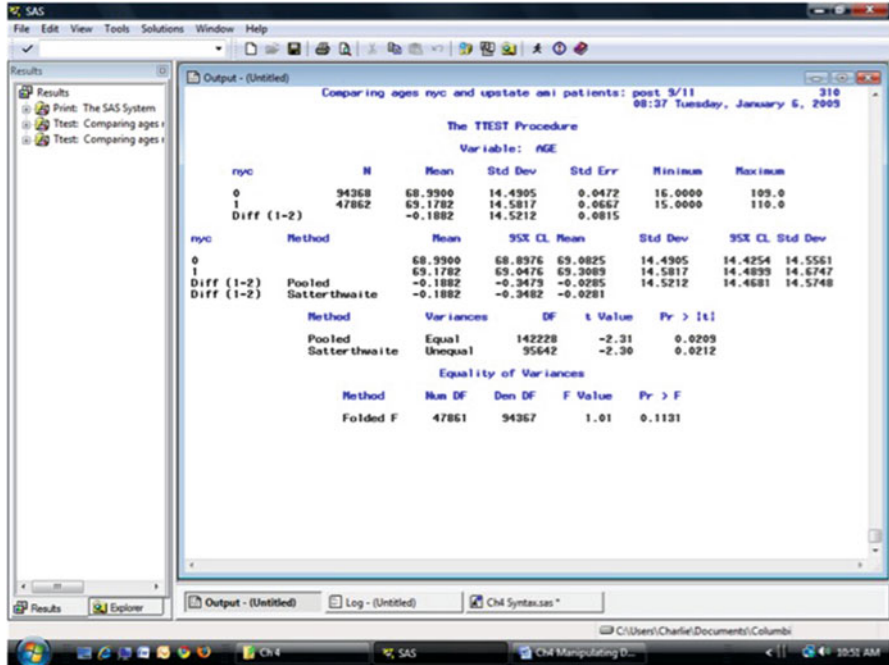 SAS
File Edit View Tools Solutions Window Help
Results
Results
Print: The SAS System
Ttest: Comparing ages r
Ttest: Comparing ages r
Output - (Untitled)
Comparing ages nyc and upstate ami patients: post 9/11 310
08:37 Tuesday, January 6, 2009
The TTEST Procedure
Variable: AGE
nyc N Mean Std Dev Std Err Minimum Maximum
0 94368 68.9900 14.4905 0.0472 16.0000 109.0
1 47862 69.1782 14.5817 0.0667 15.0000 110.0
Diff (1-2) -0.1882 14.5212 0.0815
nyc Method Mean 95% CL Mean Std Dev 95% CL Std Dev
0 68.9900 68.8976 69.0825 14.4905 14.4254 14.5561
1 69.1782 69.0476 69.3089 14.5817 14.4899 14.6747
Diff (1-2) Pooled -0.1882 -0.3479 -0.0285 14.5212 14.4681 14.5748
Diff (1-2) Satterthwaite -0.1882 -0.3482 -0.0281
Method Variances DF t Value Pr > |t|
Pooled Equal 142228 -2.31 0.0209
Satterthwaite Unequal 95642 -2.30 0.0212
Equality of Variances
Method Num DF Den DF F Value Pr > F
Folded F 47861 94367 1.01 0.1131
Results Explorer
Output - (Untitled) Log - (Untitled) Ch4 Syntax.sas *
C:\Users\Charlie\Documents\Columbi
Ch 4 SAS Ch4 Manipulating D... 10:51 AM